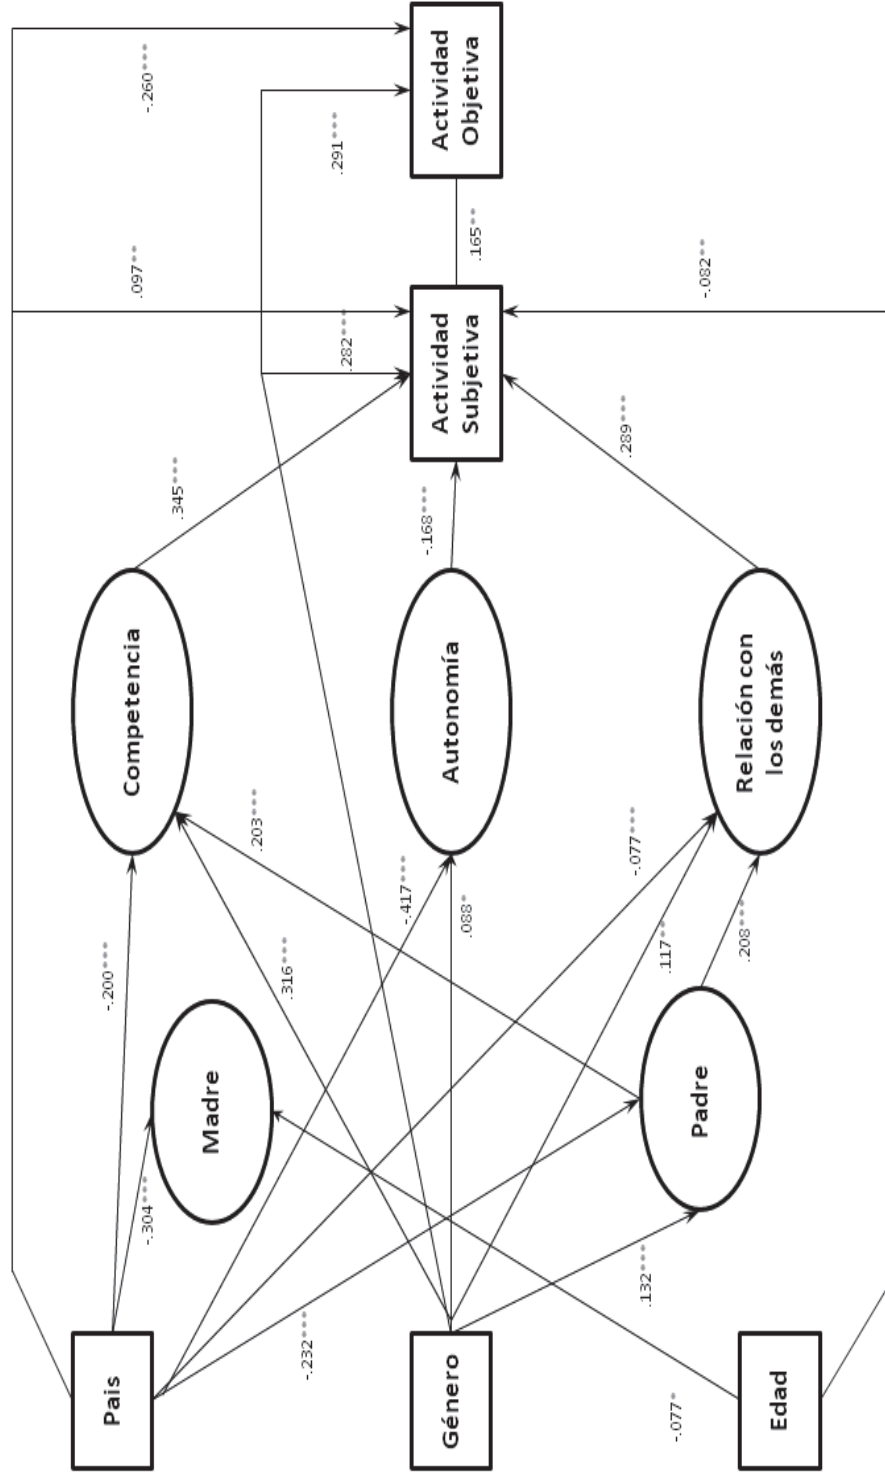 Pais
-.304***
-.200***
Competencia
.345***
.097**
-.260***
Madre
.316***
.203***
.282***
.291***
-.232***
Género
-.417***
.088*
Autonomía
-.168***
Actividad
Subjetiva
.165**
Actividad
Objetiva
.132***
-.077***
.117**
.289***
-.077*
Padre
.208***
Relación con
los demás
-.082**
Edad